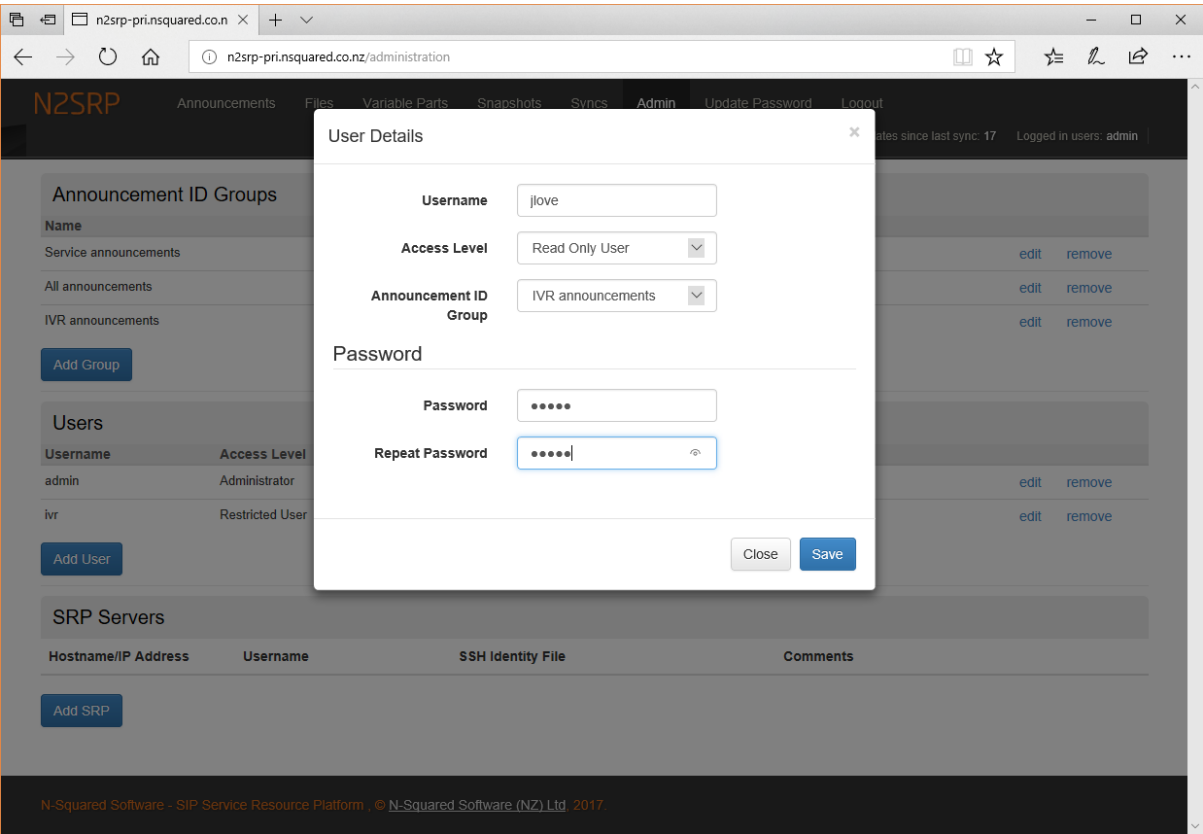 n2srp-pri.nsquared.co.n
n2srp-pri.nsquared.co.nz/administration
N2SRP Announcements Files Variable Parts Snapshots Syncs Admin Update Password Logout
ates since last sync: 17 Logged in users: admin
User Details ×
Username jlove
Access Level Read Only User
Announcement ID Group IVR announcements
Password
Password •••••
Repeat Password •••••
Close Save
Announcement ID Groups
Name
Service announcements edit remove
All announcements edit remove
IVR announcements edit remove
Add Group
Users
Username Access Level
admin Administrator edit remove
ivr Restricted User edit remove
Add User
SRP Servers
Hostname/IP Address Username SSH Identity File Comments
Add SRP
N-Squared Software - SIP Service Resource Platform , © N-Squared Software (NZ) Ltd. 2017.